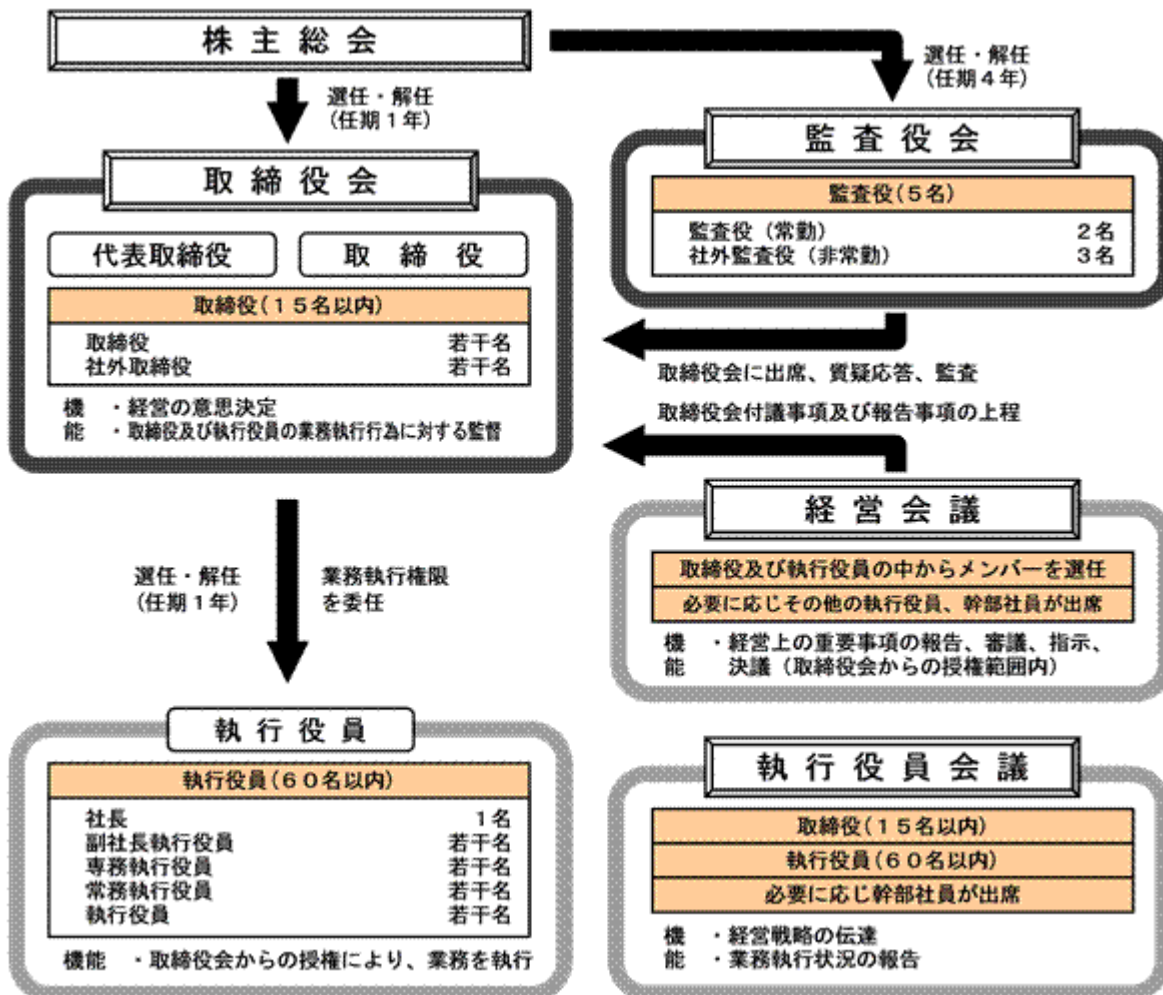 株主総会
選任・解任
(任期1年)
選任・解任
(任期4年)
取締役会
代表取締役
取締役
取締役(15名以内)
取締役 若干名
社外取締役 若干名
機 ・経営の意思決定
能 ・取締役及び執行役員の業務執行行為に対する監督
監査役会
監査役(5名)
監査役(常勤) 2名
社外監査役(非常勤) 3名
取締役会に出席、質疑応答、監査
取締役会付議事項及び報告事項の上程
経営会議
取締役及び執行役員の中からメンバーを選任
必要に応じその他の執行役員、幹部社員が出席
機 ・経営上の重要事項の報告、審議、指示、
能 決議(取締役会からの授権範囲内)
選任・解任
(任期1年)
業務執行権限
を委任
執行役員
執行役員(60名以内)
社長 1名
副社長執行役員 若干名
専務執行役員 若干名
常務執行役員 若干名
執行役員 若干名
機能 ・取締役会からの授権により、業務を執行
執行役員会議
取締役(15名以内)
執行役員(60名以内)
必要に応じ幹部社員が出席
機 ・経営戦略の伝達
能 ・業務執行状況の報告